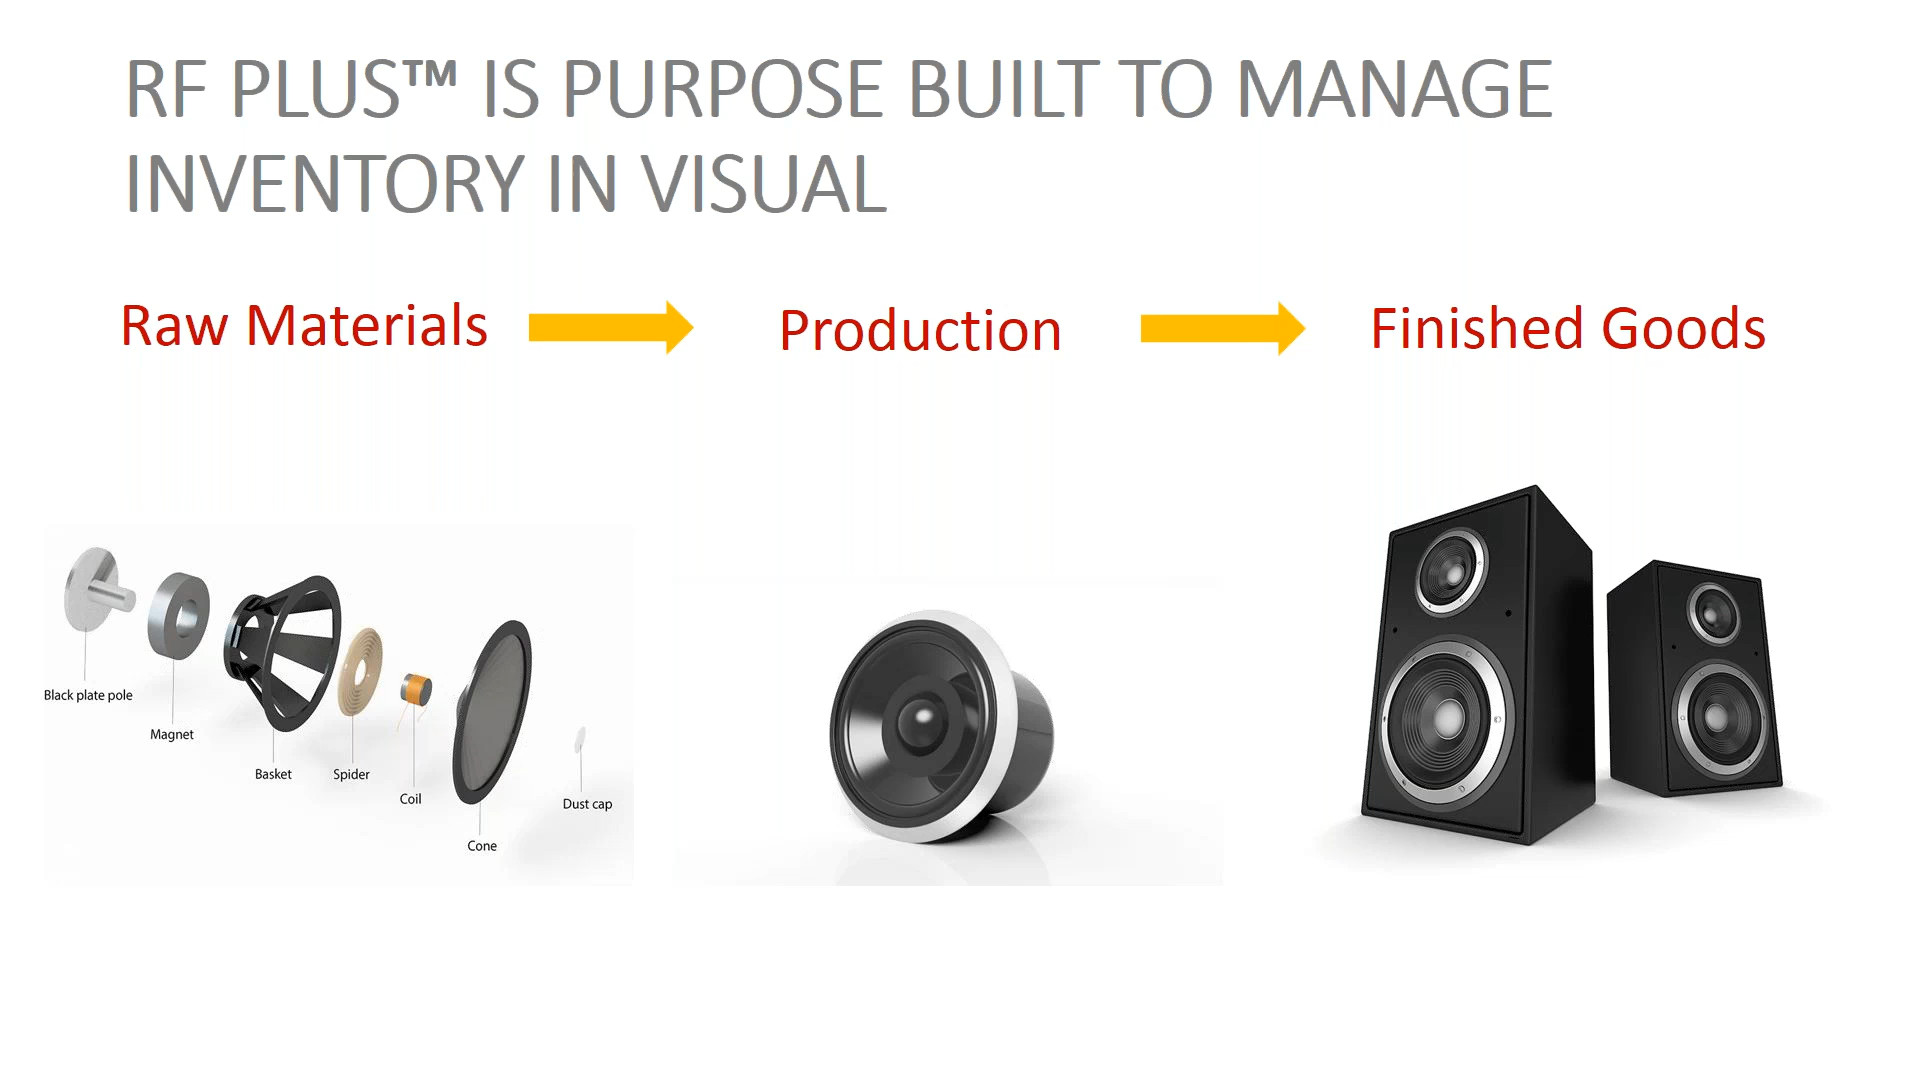 RF PLUS™ IS PURPOSE BUILT TO MANAGE
INVENTORY IN VISUAL
Raw Materials
Production
Finished Goods
Black plate pole
Magnet
Basket
Spider
Coil
Cone
Dust cap